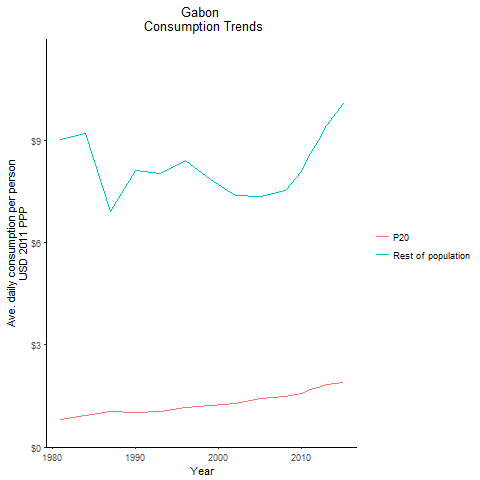 Gabon
Consumption Trends
Ave. daily consumption per person
USD 2011 PPP
$9
$6
$3
$0
1980
1990
2000
2010
Year
P20
Rest of population